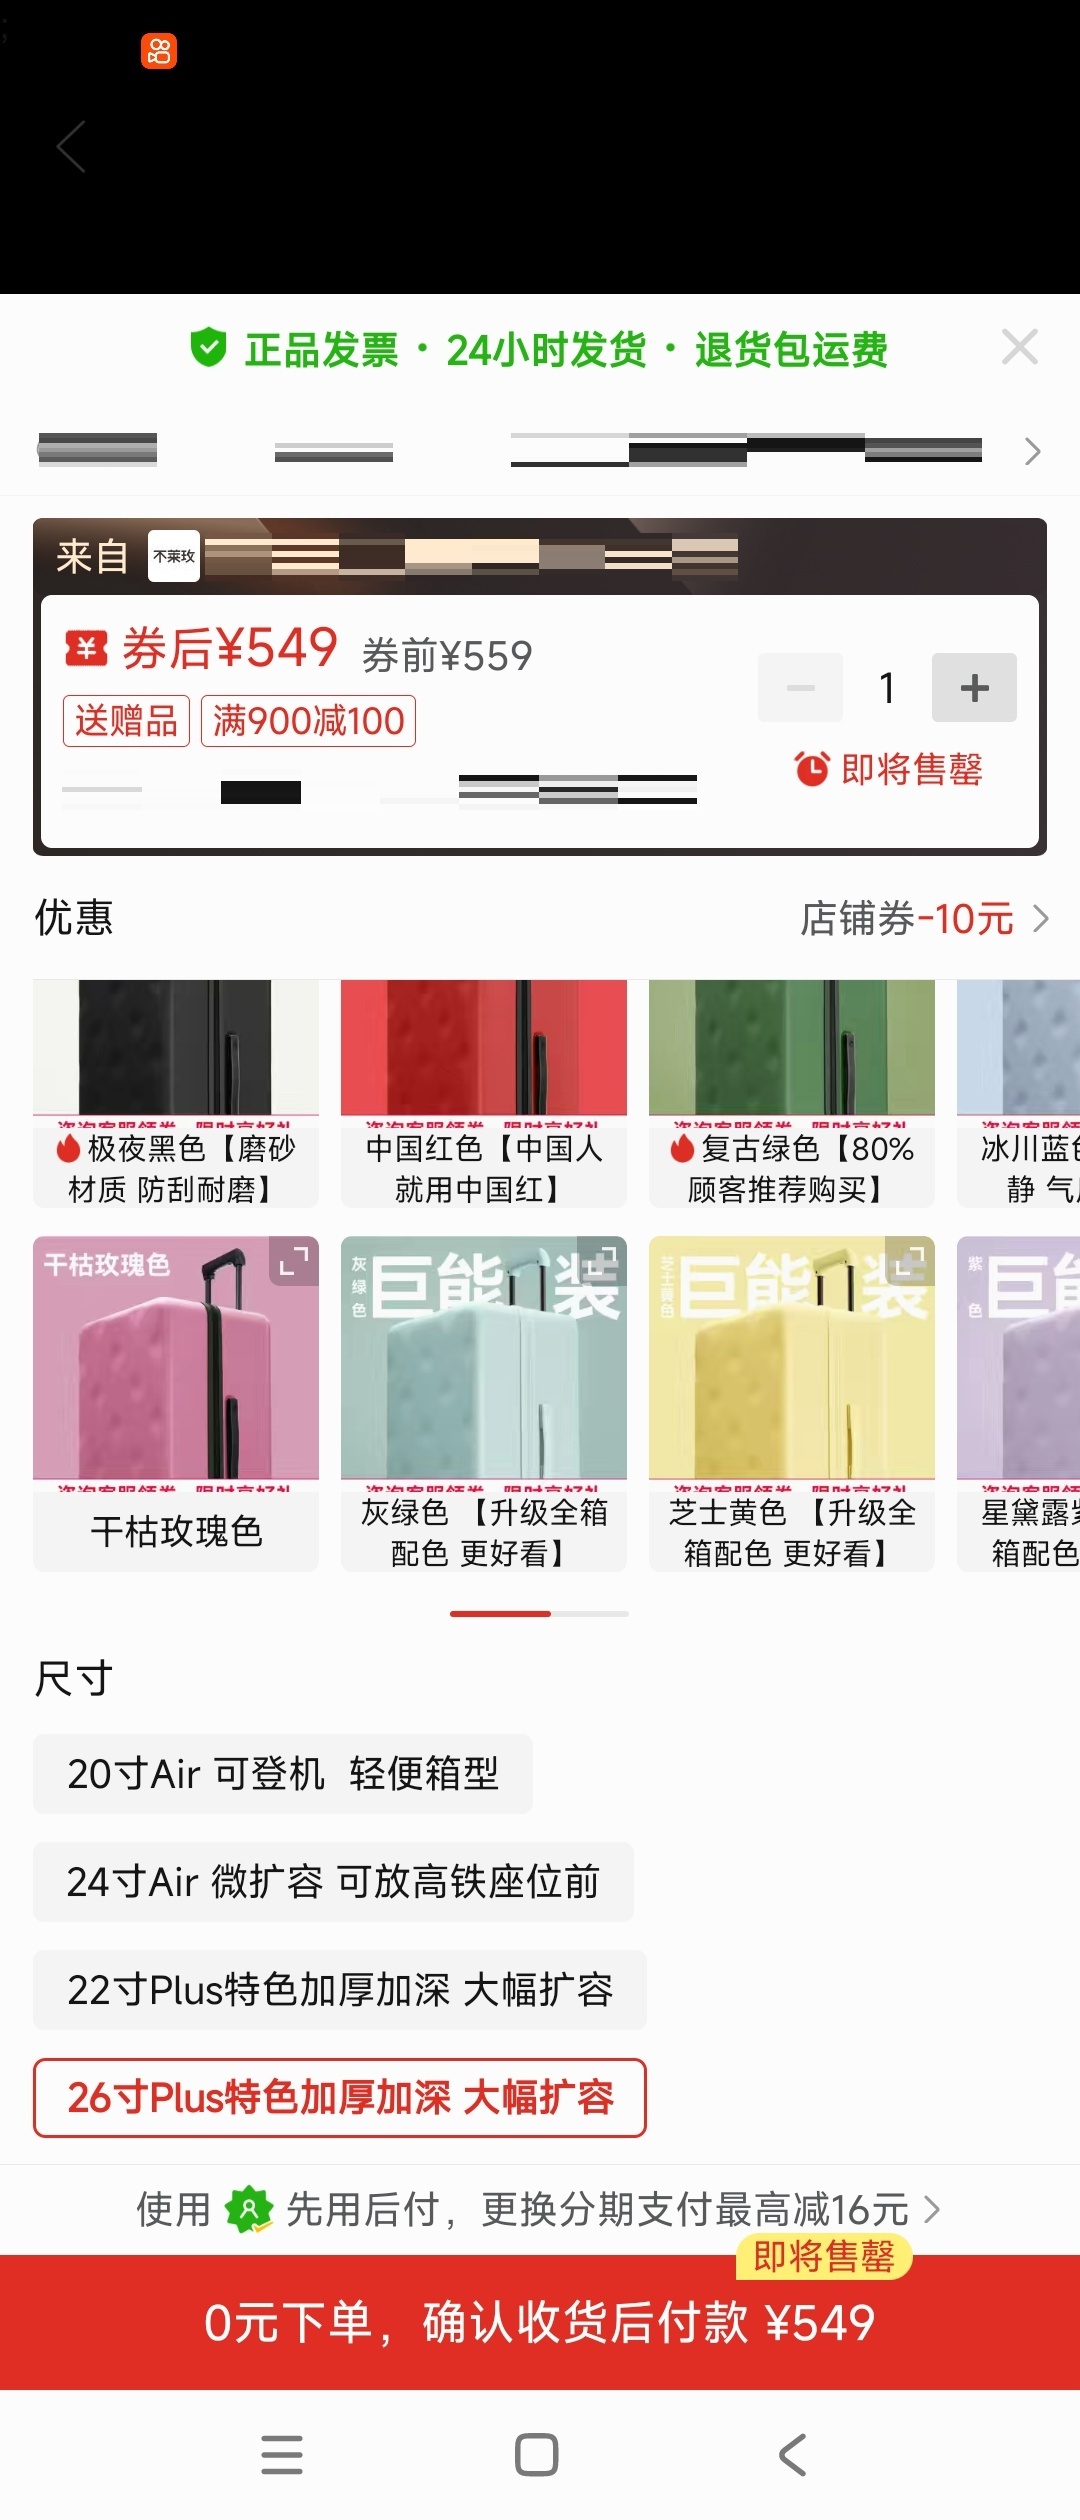 正品发票 · 24小时发货 · 退货包运费
来自 不莱玫
券后¥549 券前¥559
1
送赠品 满900减100
即将售罄
优惠
店铺券-10元
极夜黑色【磨砂
材质 防刮耐磨】
中国红色【中国人
就用中国红】
复古绿色【80%
顾客推荐购买】
冰川蓝色
静 气
干枯玫瑰色
灰绿色
巨能装
芝士黄色
巨能装
紫色
巨能
干枯玫瑰色
灰绿色 【升级全箱
配色 更好看】
芝士黄色 【升级全
箱配色 更好看】
星黛露紫
箱配色
尺寸
20寸Air 可登机 轻便箱型
24寸Air 微扩容 可放高铁座位前
22寸Plus特色加厚加深 大幅扩容
26寸Plus特色加厚加深 大幅扩容
使用 先用后付，更换分期支付最高减16元
即将售罄
0元下单，确认收货后付款 ¥549